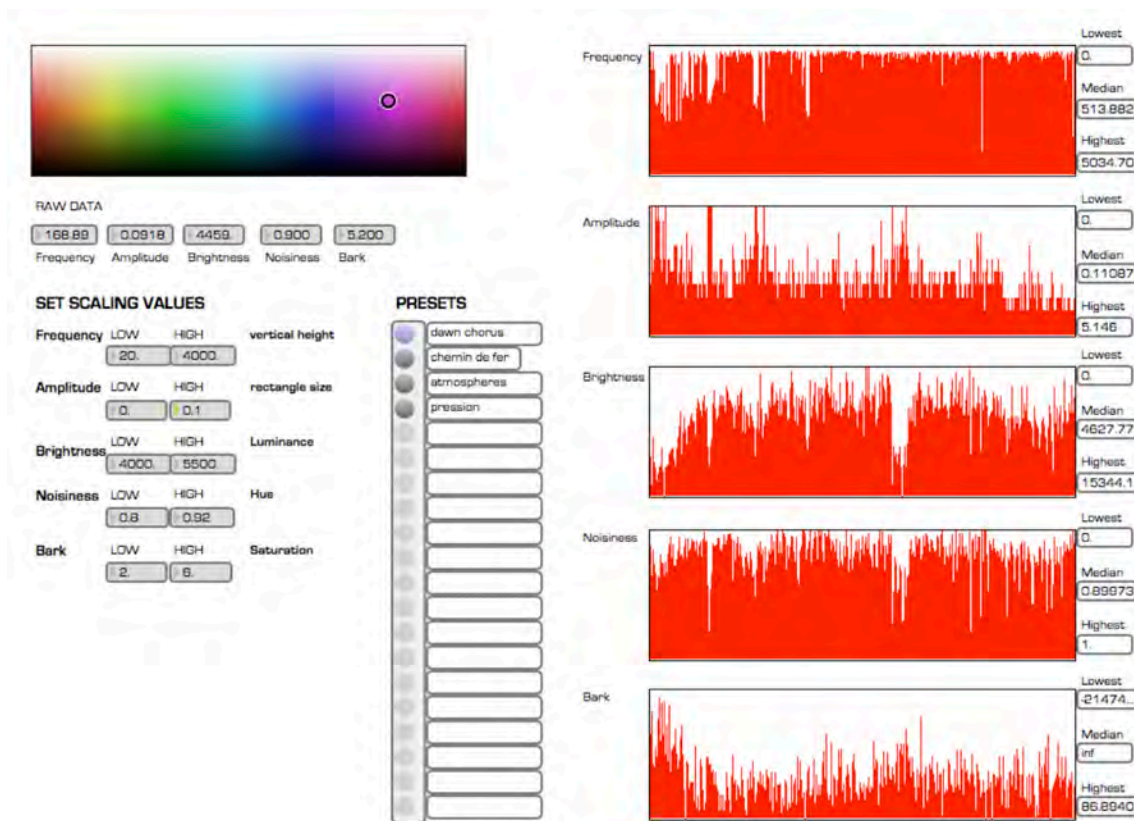 RAW DATA
168.89 0.0918 4459. 0.900 5.200
Frequency Amplitude Brightness Noisiness Bark
SET SCALING VALUES
Frequency LOW HIGH vertical height
20. 4000.
Amplitude LOW HIGH rectangle size
0. 0.1
Brightness LOW HIGH Luminance
4000. 5500.
Noisiness LOW HIGH Hue
0.8 0.92
Bark LOW HIGH Saturation
2. 6.
PRESETS
dawn chorus
chemin de fer
atmospheres
pression
Frequency
Lowest
0.
Median
513.882
Highest
5034.70
Amplitude
Lowest
0.
Median
0.11087
Highest
5.146
Brightness
Lowest
0.
Median
4627.77
Highest
15344.1
Noisiness
Lowest
0.
Median
0.89973
Highest
1.
Bark
Lowest
-21474...
Median
inf
Highest
86.8940